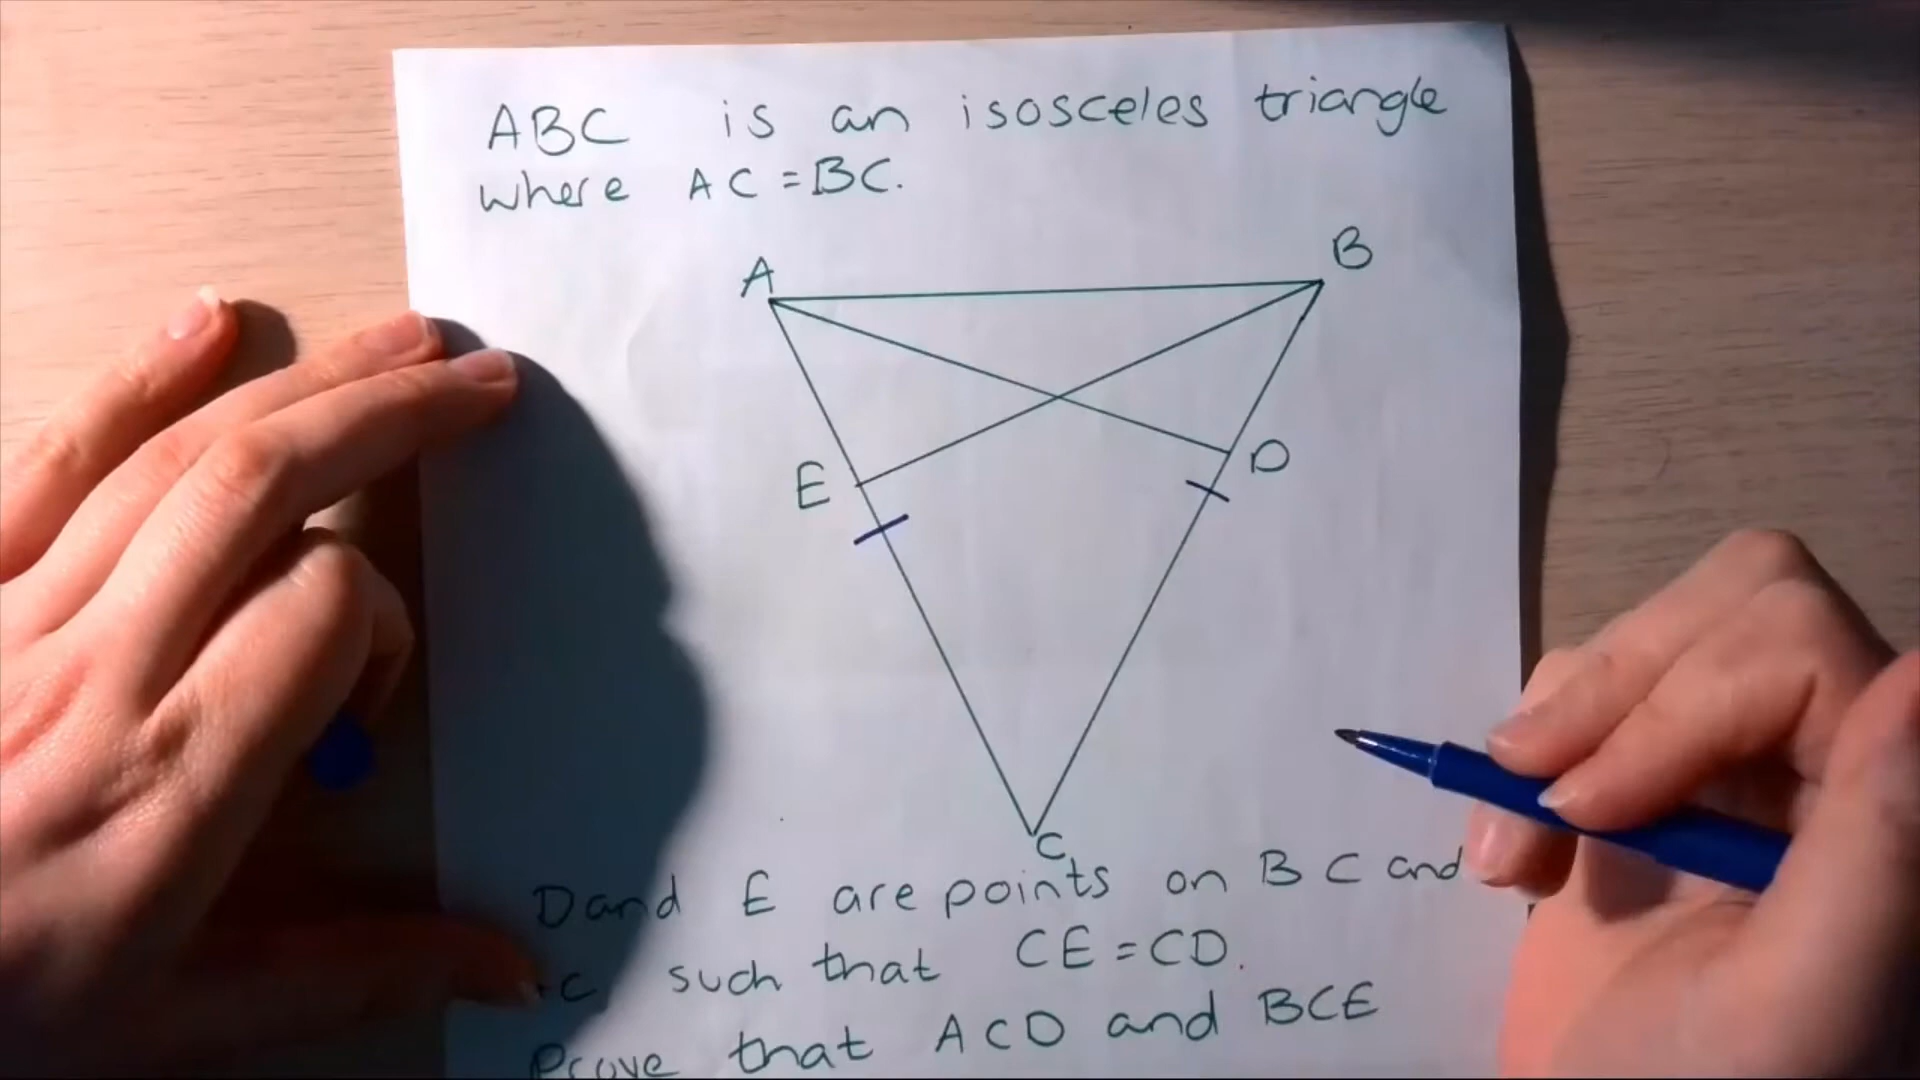 ABC is an isosceles triangle
where AC = BC.
A
B
E
D
C
D and E are points on BC and
C such that CE = CD.
Prove that ACD and BCE